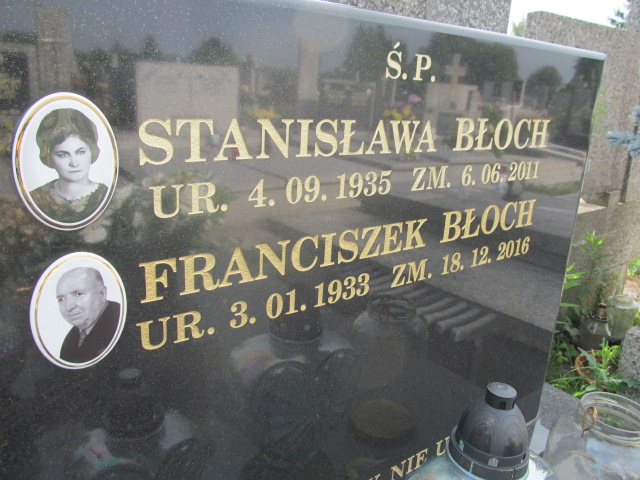 Ś.P.
STANISŁAWA BŁOCH
UR. 4.09.1935 ZM. 6.06.2011
FRANCISZEK BŁOCH
UR. 3.01.1933 ZM. 18.12.2016
NIE